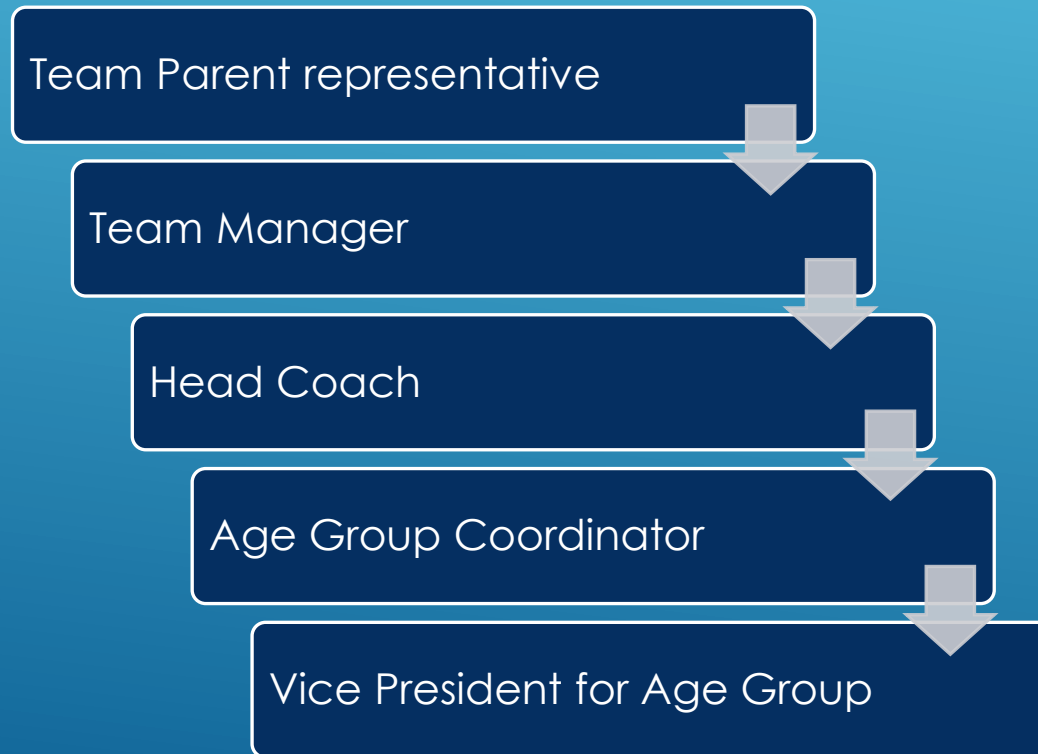 Team Parent representative
Team Manager
Head Coach
Age Group Coordinator
Vice President for Age Group